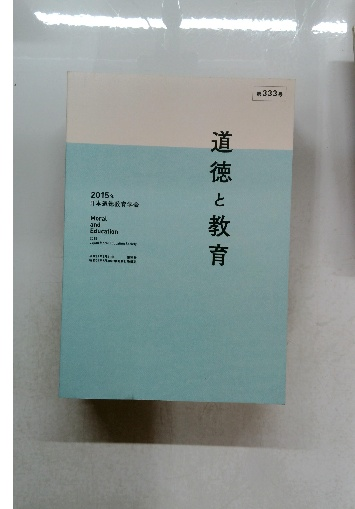 第333号
道徳と教育
2015年
日本道徳教育学会
Moral
and
Education